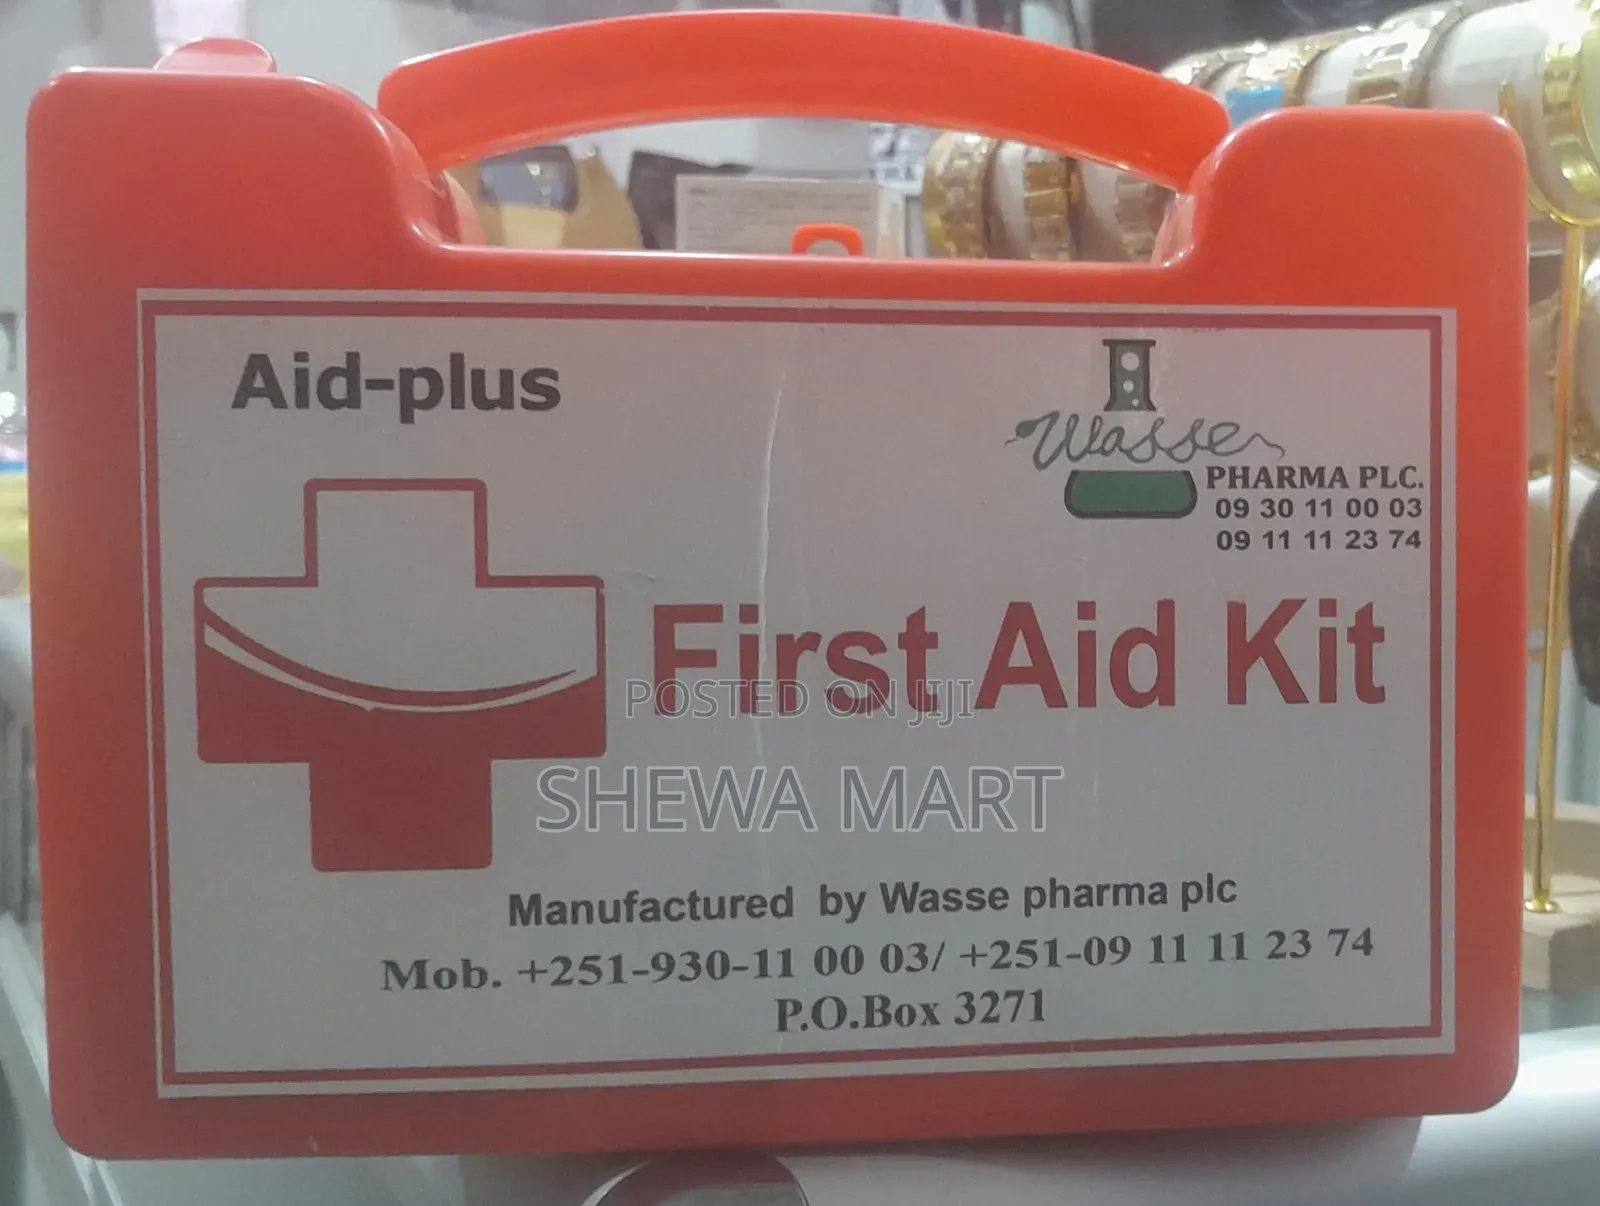 Aid-plus
Wasse
PHARMA PLC.
09 30 11 00 03
09 11 11 23 74
First Aid Kit
POSTED ON JIJI
SHEWA MART
Manufactured by Wasse pharma plc
Mob. +251-930-11 00 03/ +251-09 11 11 23 74
P.O.Box 3271